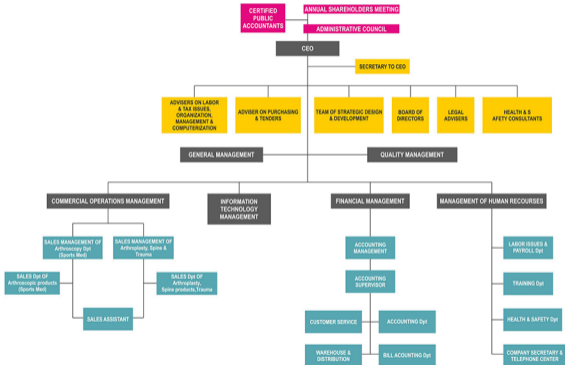 CERTIFIED
PUBLIC
ACCOUNTANTS
ANNUAL SHAREHOLDERS MEETING
ADMINISTRATIVE COUNCIL
CEO
SECRETARY TO CEO
ADVISERS ON LABOR
& TAX ISSUES,
ORGANIZATION,
MANAGEMENT &
COMPUTERIZATION
ADVISER ON PURCHASING
& TENDERS
TEAM OF STRATEGIC DESIGN
& DEVELOPMENT
BOARD OF
DIRECTORS
LEGAL
ADVISERS
HEALTH & S
AFETY CONSULTANTS
GENERAL MANAGEMENT
QUALITY MANAGEMENT
COMMERCIAL OPERATIONS MANAGEMENT
INFORMATION
TECHNOLOGY
MANAGEMENT
FINANCIAL MANAGEMENT
MANAGEMENT OF HUMAN RECOURSES
SALES MANAGEMENT OF
Arthroscopy Dpt
(Sports Med)
SALES MANAGEMENT OF
Arthroplasty, Spine &
Trauma
SALES Dpt OF
Arthroscopic products
(Sports Med)
SALES Dpt OF
Arthroplasty,
Spine products,Trauma
SALES ASSISTANT
ACCOUNTING
MANAGEMENT
ACCOUNTING
SUPERVISOR
CUSTOMER SERVICE
ACCOUNTING Dpt
WAREHOUSE &
DISTRIBUTION
BILL ACOUNTING Dpt
LABOR ISSUES &
PAYROLL Dpt
TRAINING Dpt
HEALTH & SAFETY Dpt
COMPANY SECRETARY &
TELEPHONE CENTER